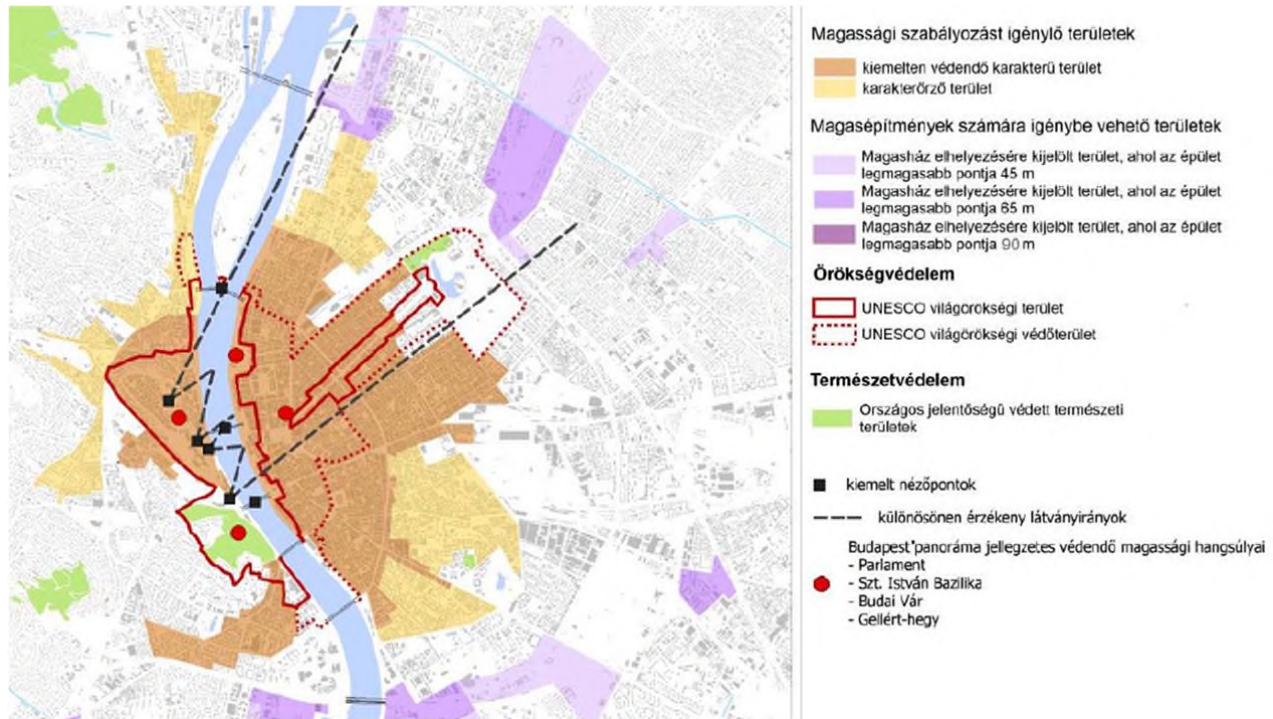 Magassági szabályozást igénylő területek
kiemelten védendő karakterű terület
karakterőrző terület
Magasépítmények számára igénybe vehető területek
Magasház elhelyezésére kijelölt terület, ahol az épület
legmagasabb pontja 45 m
Magasház elhelyezésére kijelölt terület, ahol az épület
legmagasabb pontja 65 m
Magasház elhelyezésére kijelölt terület, ahol az épület
legmagasabb pontja 90 m
Örökségvédelem
UNESCO világörökségi terület
UNESCO világörökségi védőterület
Természetvédelem
Országos jelentőségű védett természeti
területek
kiemelt nézőpontok
különösönen érzékeny látványirányok
Budapest panoráma jellegzetes védendő magassági hangsúlyai
- Parlament
- Szt. István Bazilika
- Budai Vár
- Gellért-hegy